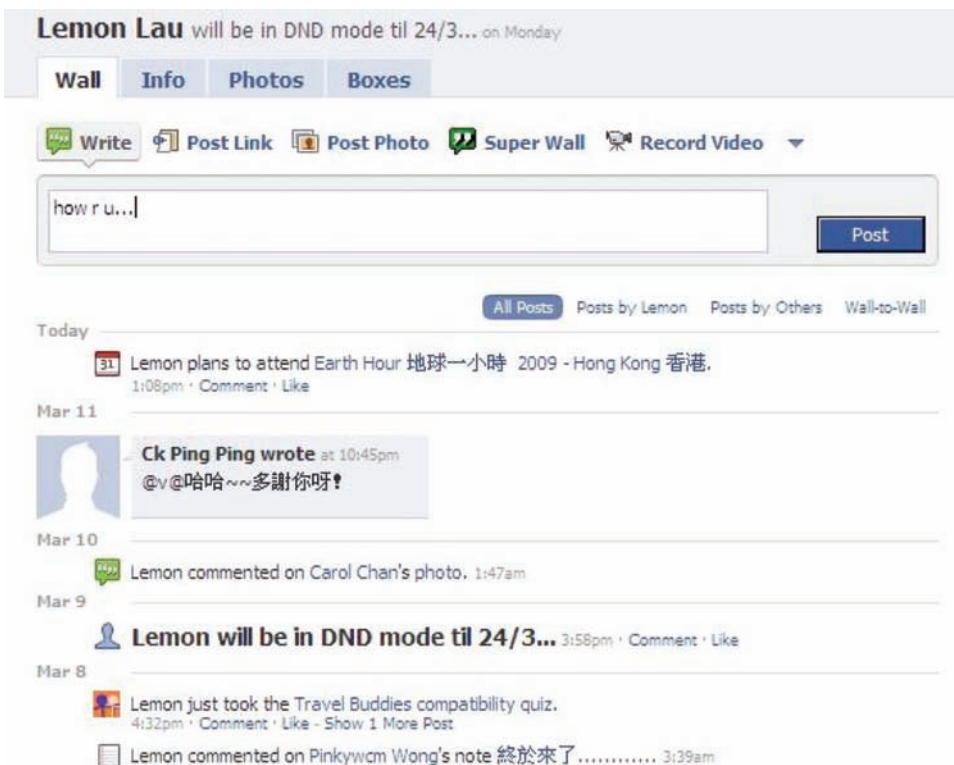 Lemon Lau will be in DND mode til 24/3... on Monday
Wall Info Photos Boxes
Write Post Link Post Photo Super Wall Record Video
how r u...
Post
All Posts Posts by Lemon Posts by Others Wall-to-Wall
Today
31 Lemon plans to attend Earth Hour 地球一小時 2009 - Hong Kong 香港.
1:08pm · Comment · Like
Mar 11
Ck Ping Ping wrote at 10:45pm
@v@哈哈~~多謝你呀!
Mar 10
Lemon commented on Carol Chan's photo. 1:47am
Mar 9
Lemon will be in DND mode til 24/3... 3:58pm · Comment · Like
Mar 8
Lemon just took the Travel Buddies compatibility quiz.
4:32pm · Comment · Like - Show 1 More Post
Lemon commented on Pinkywcm Wong's note 終於來了............ 3:39am